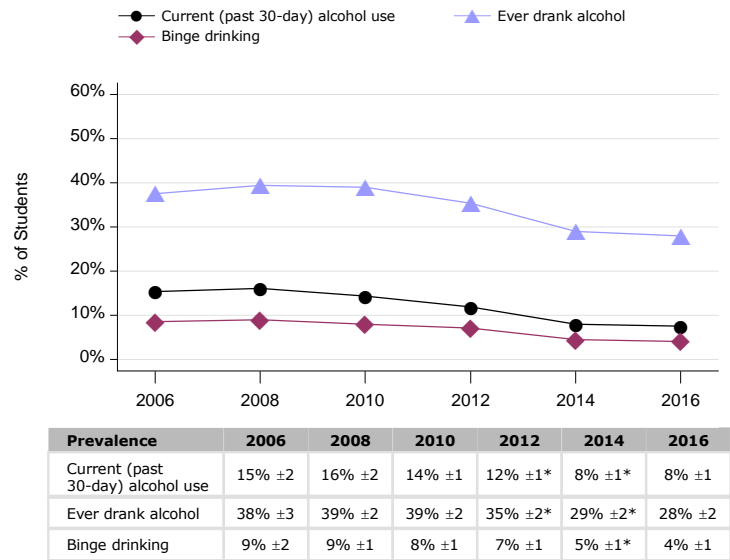 Current (past 30-day) alcohol use
Ever drank alcohol
Binge drinking
60%
50%
40%
30%
20%
10%
0%
% of Students
2006 2008 2010 2012 2014 2016
Prevalence 2006 2008 2010 2012 2014 2016
Current (past
30-day) alcohol use 15% ±2 16% ±2 14% ±1 12% ±1* 8% ±1* 8% ±1
Ever drank alcohol 38% ±3 39% ±2 39% ±2 35% ±2* 29% ±2* 28% ±2
Binge drinking 9% ±2 9% ±1 8% ±1 7% ±1 5% ±1* 4% ±1